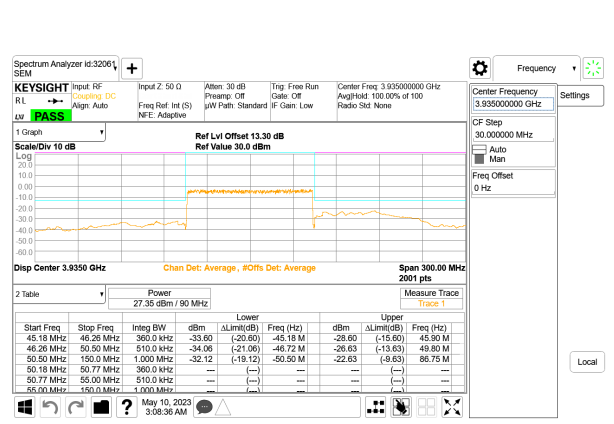 Spectrum Analyzer id:32061
SEM
+
Frequency
KEYSIGHT Input: RF
Coupling: DC
Align: Auto
RL
LXI PASS
Input Z: 50 Ω
Freq Ref: Int (S)
NFE: Adaptive
Atten: 30 dB
Preamp: Off
µW Path: Standard
Trig: Free Run
Gate: Off
IF Gain: Low
Center Freq: 3.935000000 GHz
Avg|Hold: 100.00% of 100
Radio Std: None
Center Frequency
3.935000000 GHz
Settings
CF Step
30.000000 MHz
Auto
Man
Freq Offset
0 Hz
Local
1 Graph
Scale/Div 10 dB
Ref Lvl Offset 13.30 dB
Ref Value 30.0 dBm
Log
20.0
10.0
0.00
-10.0
-20.0
-30.0
-40.0
-50.0
-60.0
Disp Center 3.9350 GHz
Chan Det: Average , #Offs Det: Average
Span 300.00 MHz
2001 pts
2 Table
Power
27.35 dBm / 90 MHz
Measure Trace
Trace 1
Lower Upper
Start Freq Stop Freq Integ BW dBm ΔLimit(dB) Freq (Hz) dBm ΔLimit(dB) Freq (Hz)
45.18 MHz 46.26 MHz 360.0 kHz -33.60 (-20.60) -45.18 M -28.60 (-15.60) 45.90 M
46.26 MHz 50.50 MHz 510.0 kHz -34.06 (-21.06) -46.72 M -26.63 (-13.63) 49.80 M
50.50 MHz 150.0 MHz 1.000 MHz -32.12 (-19.12) -50.50 M -22.63 (-9.63) 86.75 M
50.18 MHz 50.77 MHz 360.0 kHz --- (---) --- (---)
50.77 MHz 55.00 MHz 510.0 kHz --- (---) --- (---)
55.00 MHz 150.0 MHz 1.000 MHz --- (---) --- (---)
?
May 10, 2023
3:08:36 AM